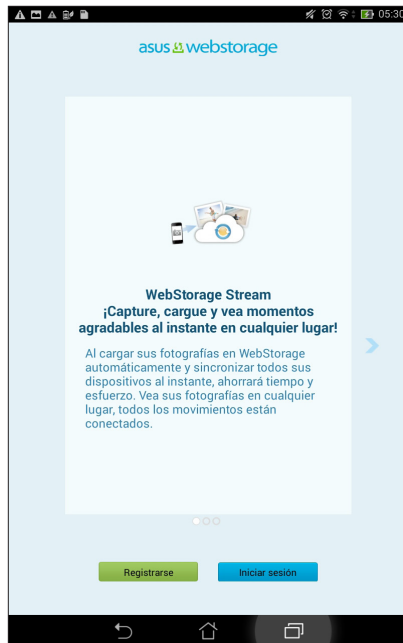 05:30
asus webstorage
WebStorage Stream
¡Capture, cargue y vea momentos
agradables al instante en cualquier lugar!
Al cargar sus fotografías en WebStorage
automáticamente y sincronizar todos sus
dispositivos al instante, ahorrará tiempo y
esfuerzo. Vea sus fotografías en cualquier
lugar, todos los movimientos están
conectados.
Registrarse
Iniciar sesión